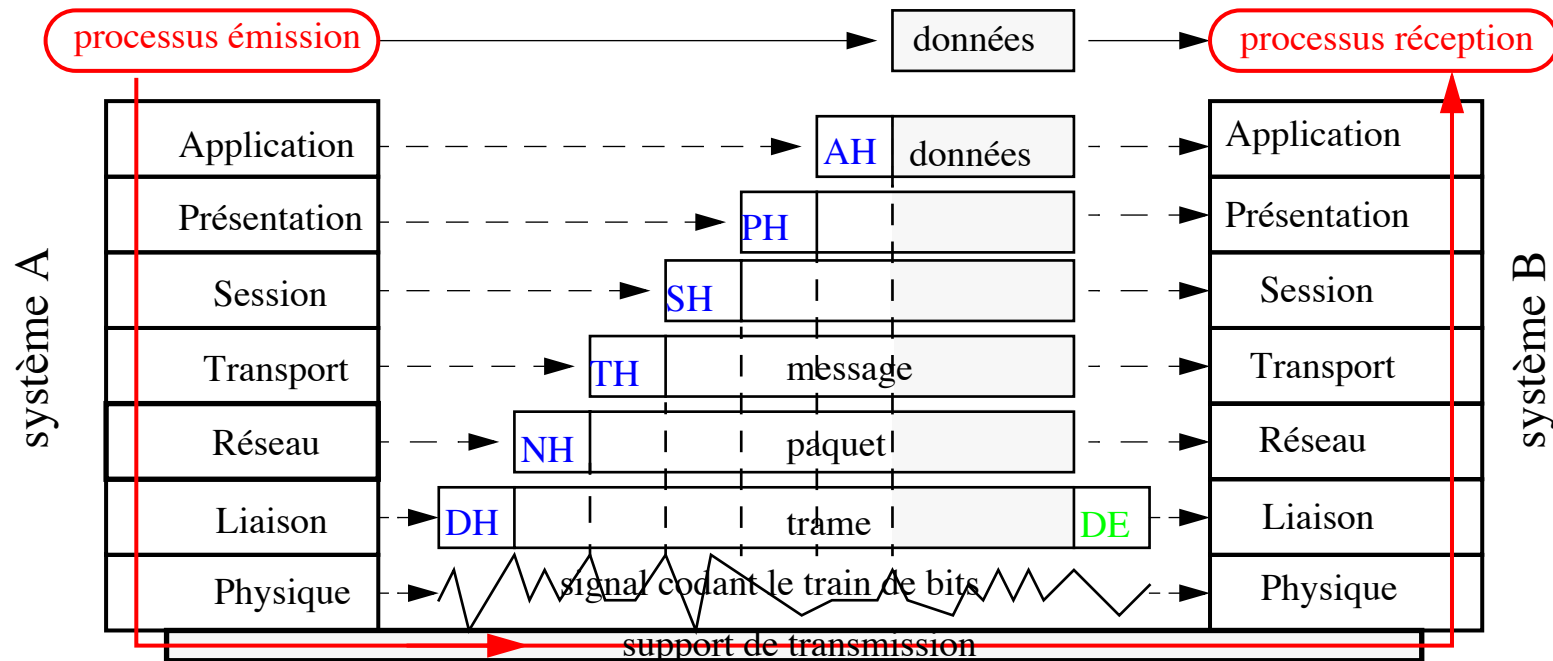 processus émission
données
processus réception
Application
AH
données
Application
Présentation
PH
Présentation
Session
SH
Session
Transport
TH
message
Transport
Réseau
NH
paquet
Réseau
Liaison
DH
trame
DE
Liaison
Physique
signal codant le train de bits
Physique
support de transmission
système A
système B